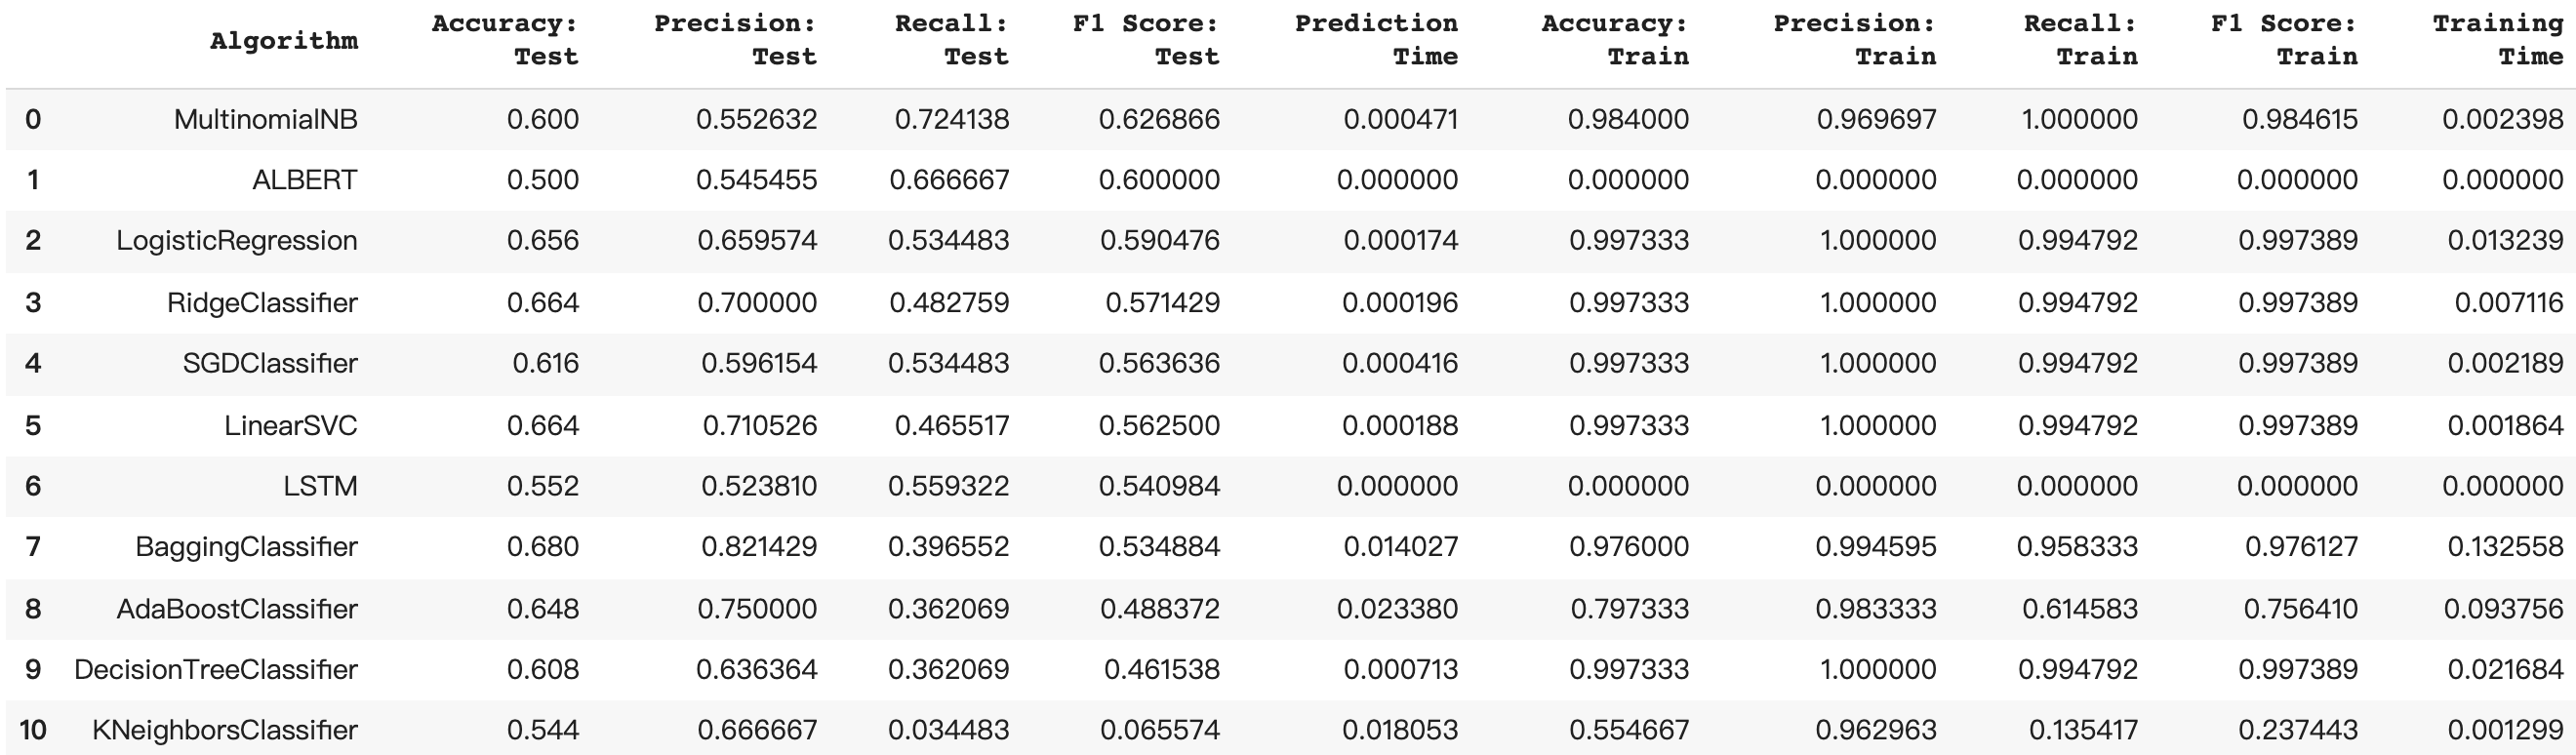 Algorithm Accuracy: Test Precision: Test Recall: Test F1 Score: Test Prediction Time Accuracy: Train Precision: Train Recall: Train F1 Score: Train Training Time
0 MultinomialNB 0.600 0.552632 0.724138 0.626866 0.000471 0.984000 0.969697 1.000000 0.984615 0.002398
1 ALBERT 0.500 0.545455 0.666667 0.600000 0.000000 0.000000 0.000000 0.000000 0.000000 0.000000
2 LogisticRegression 0.656 0.659574 0.534483 0.590476 0.000174 0.997333 1.000000 0.994792 0.997389 0.013239
3 RidgeClassifier 0.664 0.700000 0.482759 0.571429 0.000196 0.997333 1.000000 0.994792 0.997389 0.007116
4 SGDClassifier 0.616 0.596154 0.534483 0.563636 0.000416 0.997333 1.000000 0.994792 0.997389 0.002189
5 LinearSVC 0.664 0.710526 0.465517 0.562500 0.000188 0.997333 1.000000 0.994792 0.997389 0.001864
6 LSTM 0.552 0.523810 0.559322 0.540984 0.000000 0.000000 0.000000 0.000000 0.000000 0.000000
7 BaggingClassifier 0.680 0.821429 0.396552 0.534884 0.014027 0.976000 0.994595 0.958333 0.976127 0.132558
8 AdaBoostClassifier 0.648 0.750000 0.362069 0.488372 0.023380 0.797333 0.983333 0.614583 0.756410 0.093756
9 DecisionTreeClassifier 0.608 0.636364 0.362069 0.461538 0.000713 0.997333 1.000000 0.994792 0.997389 0.021684
10 KNeighborsClassifier 0.544 0.666667 0.034483 0.065574 0.018053 0.554667 0.962963 0.135417 0.237443 0.001299